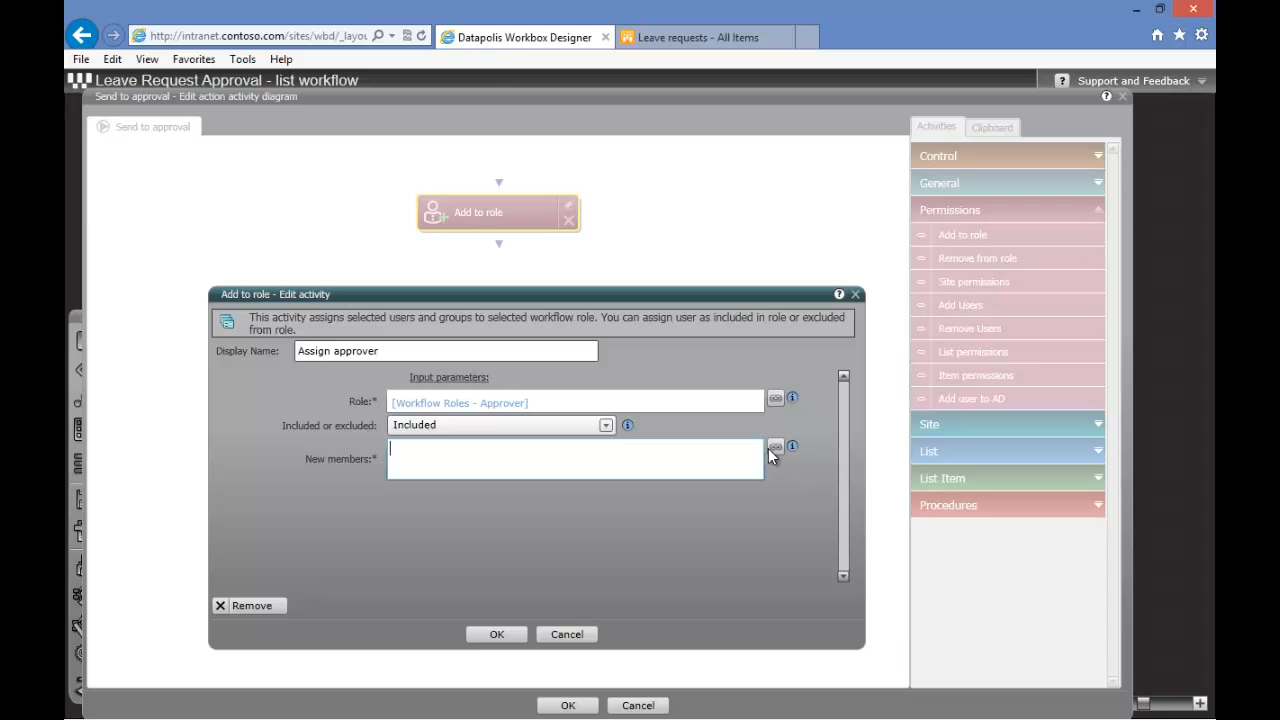 http://intranet.contoso.com/sites/wbd/_layou
Datapolis Workbox Designer
Leave requests - All Items
File Edit View Favorites Tools Help
Leave Request Approval - list workflow
? Support and Feedback
Send to approval - Edit action activity diagram
?
Send to approval
Activities
Clipboard
Control
General
Permissions
Add to role
Remove from role
Site permissions
Add Users
Remove Users
List permissions
Item permissions
Add user to AD
Site
List
List Item
Procedures
Add to role
Add to role - Edit activity
?
This activity assigns selected users and groups to selected workflow role. You can assign user as included in role or excluded
from role.
Display Name: Assign approver
Input parameters:
Role:* [Workflow Roles - Approver]
Included or excluded: Included
New members:*
Remove
OK Cancel
OK Cancel